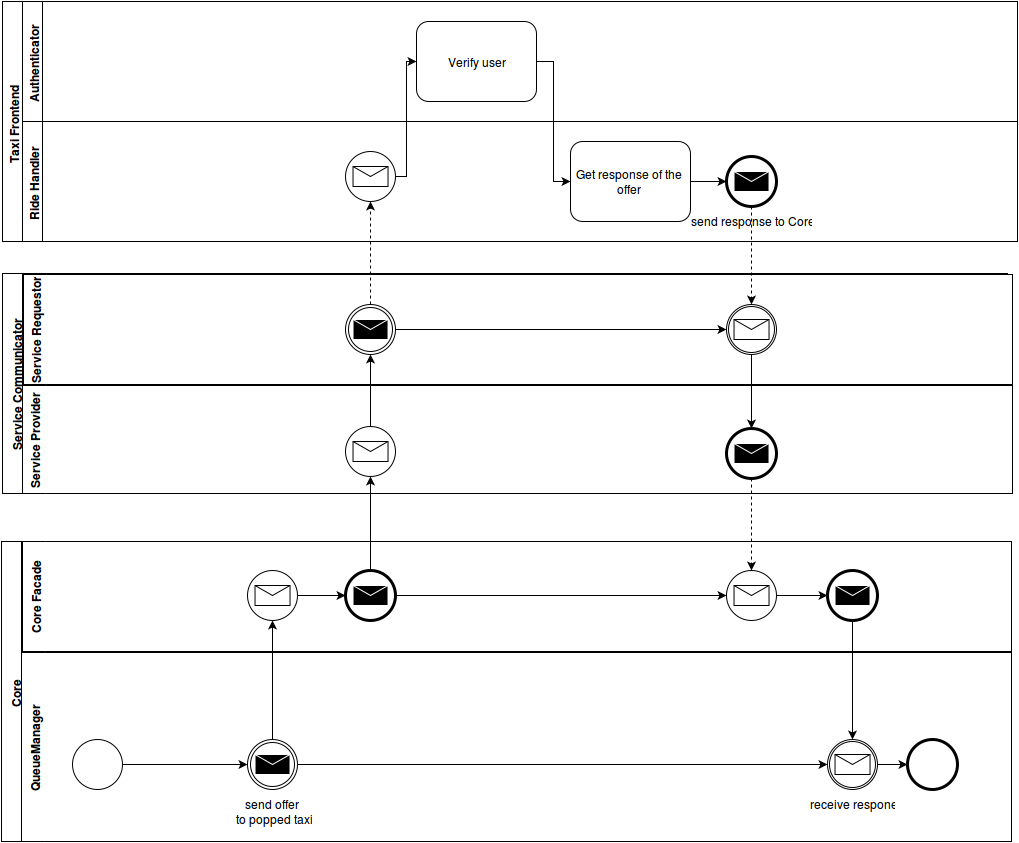 Taxi Frontend
Authenticator
Verify user
Ride Handler
Get response of the
offer
send response to Core
Service Communicator
Service Requestor
Service Provider
Core
Core Facade
QueueManager
send offer
to popped taxi
receive respone